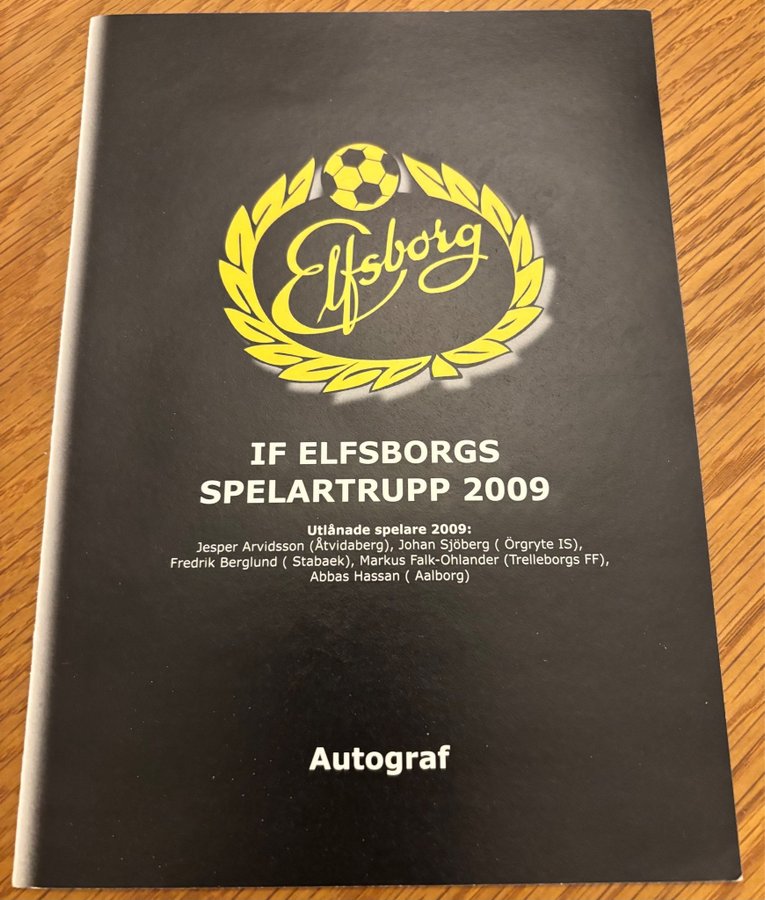 Elfsborg
IF ELFSBORGS
SPELARTRUPP 2009
Utlånade spelare 2009:
Jesper Arvidsson (Åtvidaberg), Johan Sjöberg ( Örgryte IS),
Fredrik Berglund ( Stabaek), Markus Falk-Ohlander (Trelleborgs FF),
Abbas Hassan ( Aalborg)
Autograf